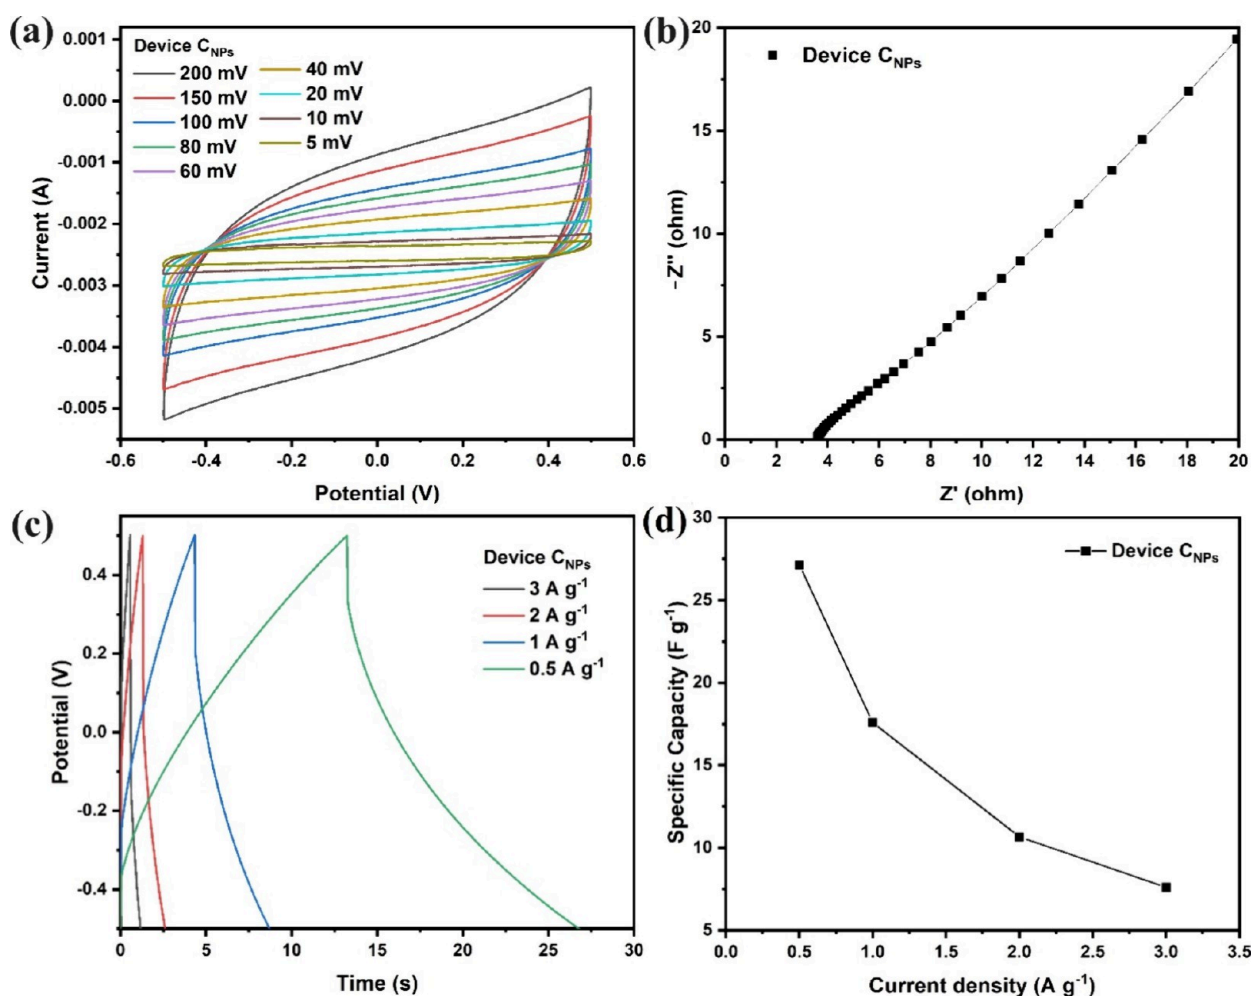 (a)
Device C_NPs
200 mV
150 mV
100 mV
80 mV
60 mV
40 mV
20 mV
10 mV
5 mV
0.001
0.000
-0.001
-0.002
-0.003
-0.004
-0.005
Current (A)
-0.6 -0.4 -0.2 0.0 0.2 0.4 0.6
Potential (V)
(b)
Device C_NPs
20
15
10
5
0
-Z'' (ohm)
0 2 4 6 8 10 12 14 16 18 20
Z' (ohm)
(c)
Device C_NPs
3 A g⁻¹
2 A g⁻¹
1 A g⁻¹
0.5 A g⁻¹
0.4
0.2
0.0
-0.2
-0.4
Potential (V)
0 5 10 15 20 25 30
Time (s)
(d)
Device C_NPs
30
25
20
15
10
5
Specific Capacity (F g⁻¹)
0.0 0.5 1.0 1.5 2.0 2.5 3.0 3.5
Current density (A g⁻¹)